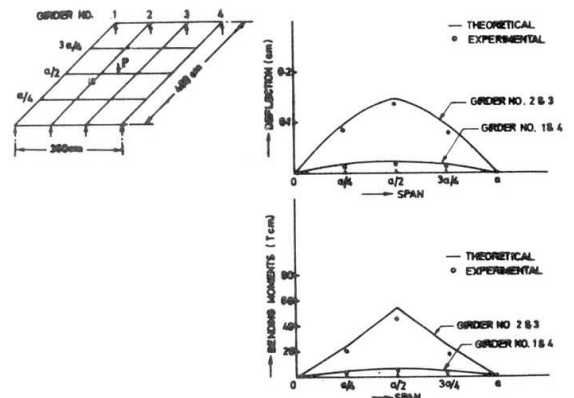 GIRDER NO. 1 2 3 4
3a/4
a/2
a/4
P
360cm
— THEORETICAL
○ EXPERIMENTAL
DEFLECTION (cm)
0·2
0·1
GIRDER NO. 2 & 3
GIRDER NO. 1 & 4
0 a/4 a/2 3a/4 a
SPAN
— THEORETICAL
○ EXPERIMENTAL
BENDING MOMENTS (T cm)
80
60
40
20
GIRDER NO 2 & 3
GIRDER NO. 1 & 4
0 a/4 a/2 3a/4 a
SPAN